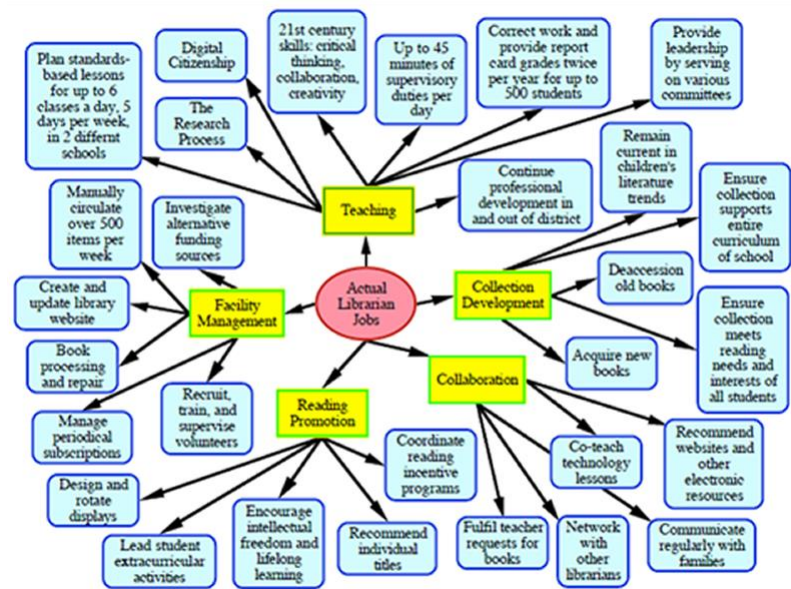 Plan standards-
based lessons
for up to 6
classes a day, 5
days per week,
in 2 differnt
schools
Digital
Citizenship
The
Research
Process
21st century
skills: critical
thinking,
collaboration,
creativity
Up to 45
minutes of
supervisory
duties per
day
Correct work and
provide report
card grades twice
per year for up to
500 students
Provide
leadership
by serving
on various
committees
Teaching
Continue
professional
development in
and out of district
Remain
current in
children's
literature
trends
Ensure
collection
supports
entire
curriculum of
school
Manually
circulate
over 500
items per
week
Investigate
alternative
funding
sources
Create and
update library
website
Facility
Management
Actual
Librarian
Jobs
Collection
Development
Deaccession
old books
Book
processing
and repair
Acquire new
books
Ensure
collection
meets
reading
needs and
interests of
all students
Manage
periodical
subscriptions
Recruit,
train, and
supervise
volunteers
Reading
Promotion
Collaboration
Design and
rotate
displays
Lead student
extracurricular
activities
Encourage
intellectual
freedom and
lifelong
learning
Recommend
individual
titles
Coordinate
reading
incentive
programs
Fulfil teacher
requests for
books
Network
with other
librarians
Co-teach
technology
lessons
Recommend
websites and
other
electronic
resources
Communicate
regularly with
families